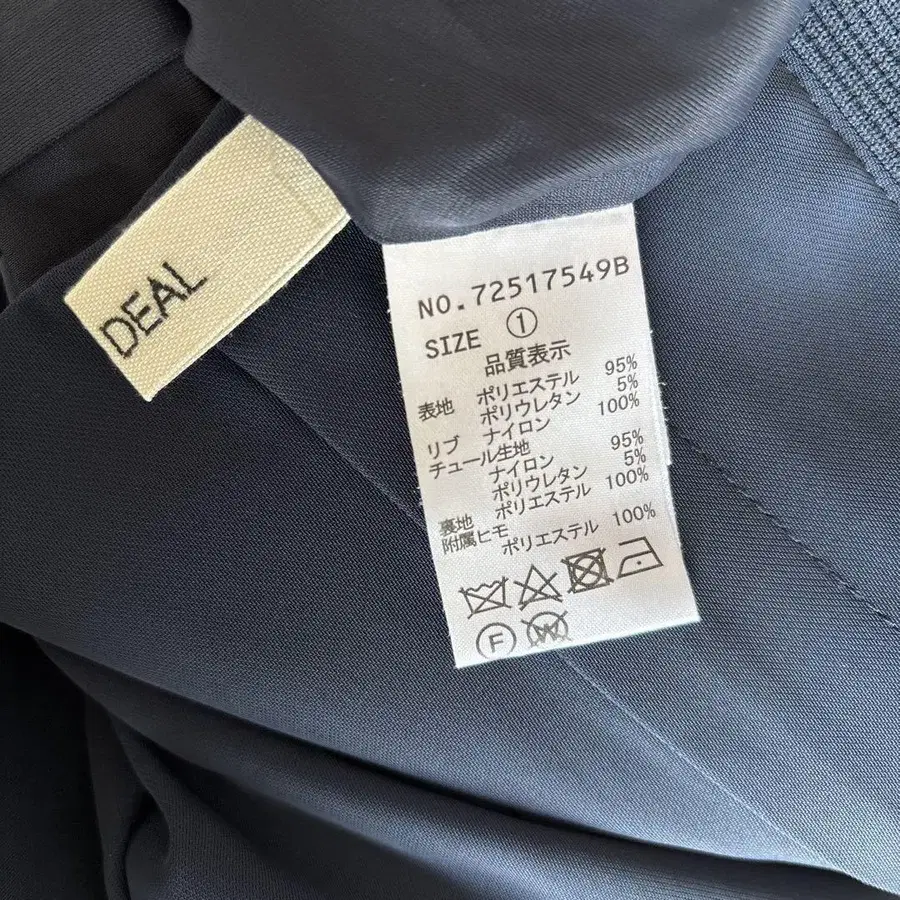 DEAL
NO.72517549B
SIZE ①
品質表示
表地 ポリエステル 95%
ポリウレタン 5%
リブ ナイロン 100%
チュール生地
ナイロン 95%
ポリウレタン 5%
裏地 ポリエステル 100%
附属ヒモ
ポリエステル 100%
F W